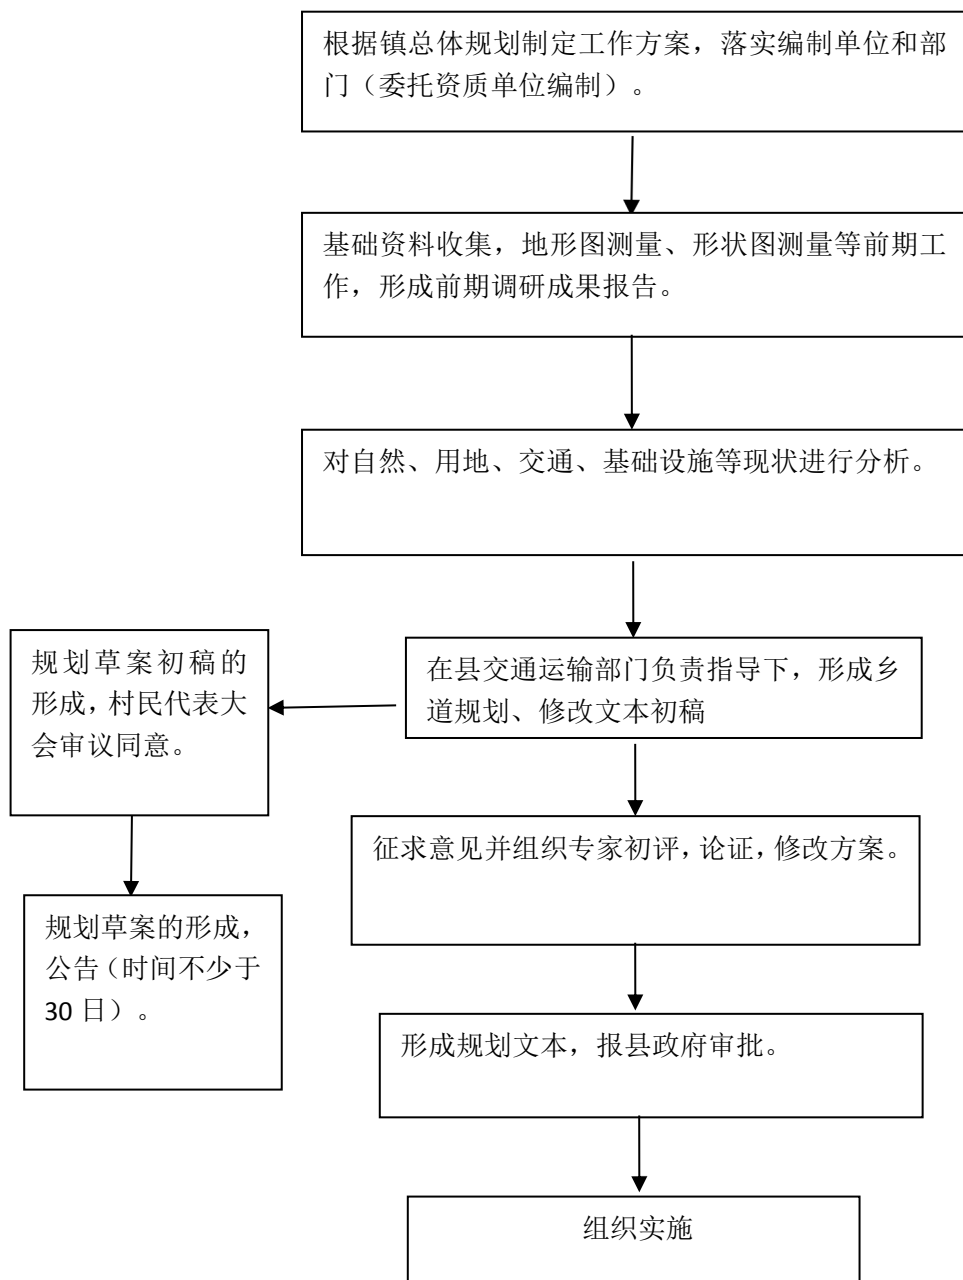 根据镇总体规划制定工作方案，落实编制单位和部
门（委托资质单位编制）。
基础资料收集，地形图测量、形状图测量等前期工
作，形成前期调研成果报告。
对自然、用地、交通、基础设施等现状进行分析。
在县交通运输部门负责指导下，形成乡
道规划、修改文本初稿
规划草案初稿的
形成，村民代表大
会审议同意。
征求意见并组织专家初评，论证，修改方案。
规划草案的形成，
公告（时间不少于
30 日）。
形成规划文本，报县政府审批。
组织实施